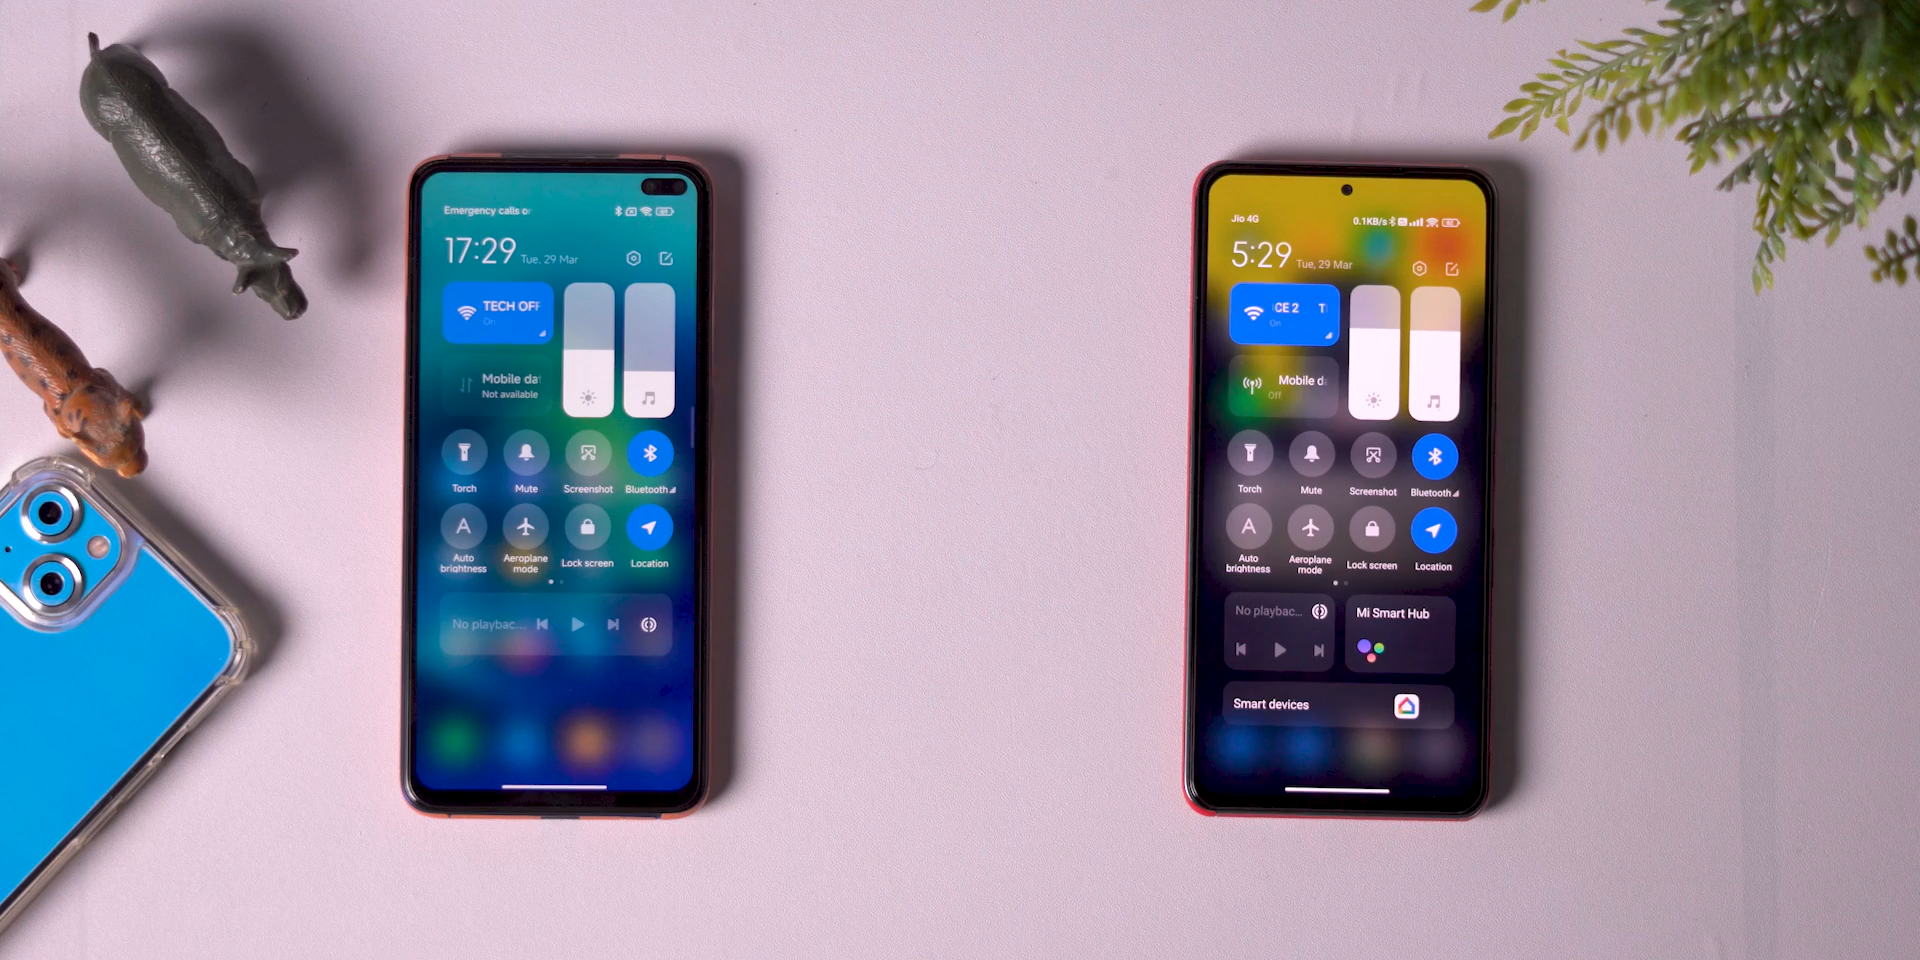 Emergency calls or
17:29 Tue, 29 Mar
TECH OFF
On
Mobile dat
Not available
Torch
Mute
Screenshot
Bluetooth
Auto
brightness
Aeroplane
mode
Lock screen
Location
No playbac...
Jio 4G
0.1KB/s
5:29 Tue, 29 Mar
CE 2 T
On
Mobile d
Off
Torch
Mute
Screenshot
Bluetooth
Auto
brightness
Aeroplane
mode
Lock screen
Location
No playbac...
Mi Smart Hub
Smart devices